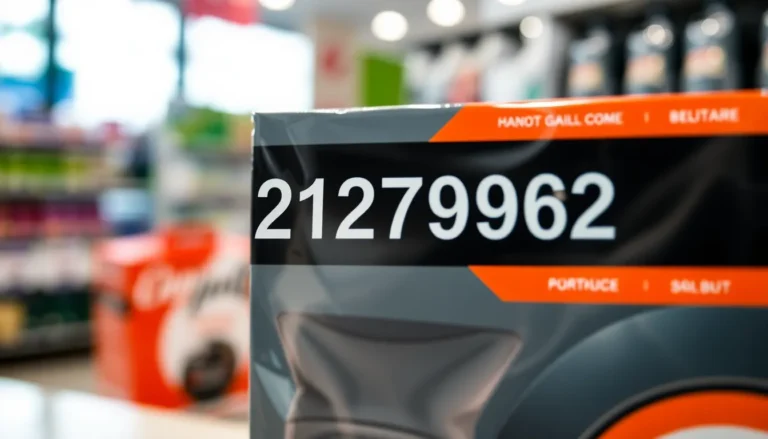 HANOT GAILL COME | BELITARE
21279962
PORTHUCE | SBLBUT